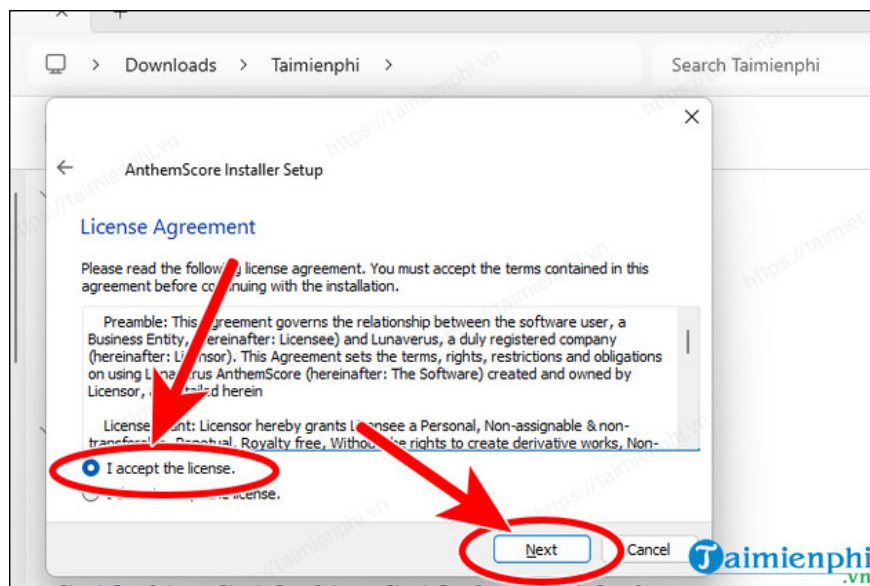 Downloads > Taimienphi >
Search Taimienphi
AnthemScore Installer Setup
License Agreement
Please read the following license agreement. You must accept the terms contained in this
agreement before continuing with the installation.
Preamble: This Agreement governs the relationship between the software user, a
Business Entity, (hereinafter: Licensee) and Lunaverus, a duly registered company
(hereinafter: Licensor). This Agreement sets the terms, rights, restrictions and obligations
on using Lunaverus AnthemScore (hereinafter: The Software) created and owned by
Licensor, as detailed herein
License Grant: Licensor hereby grants Licensee a Personal, Non-assignable & non-
Royalty free, Without the rights to create derivative works, Non-
I accept the license.
license.
Next
Cancel
Taimienphi
.vn
https://taimienphi.vn